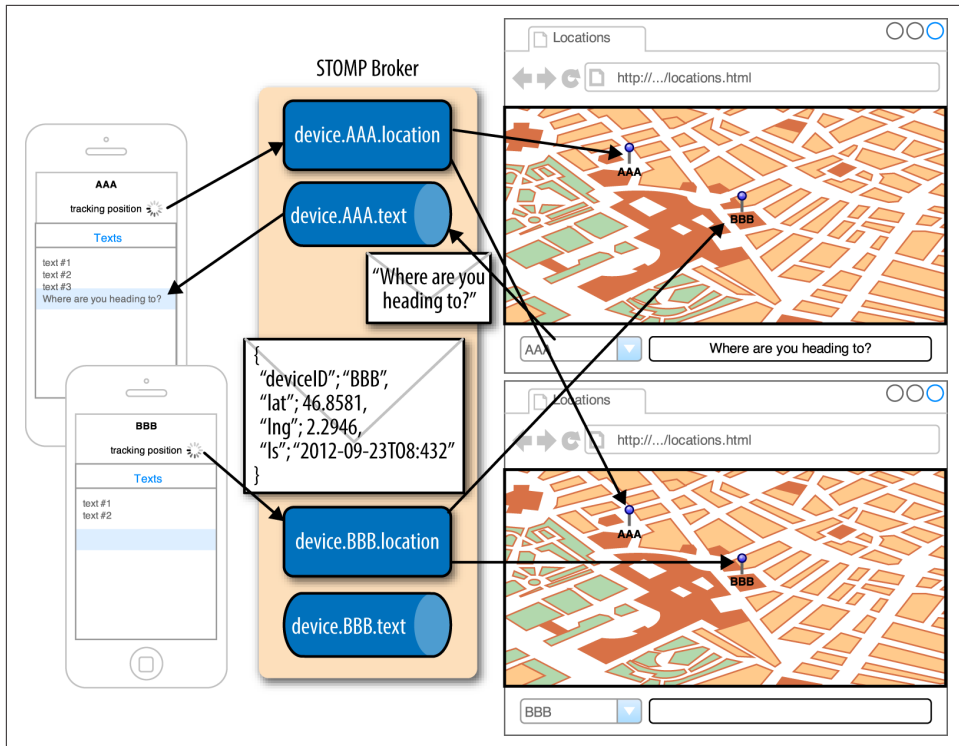 STOMP Broker
AAA
tracking position
Texts
text #1
text #2
text #3
Where are you heading to?
BBB
tracking position
Texts
text #1
text #2
device.AAA.location
device.AAA.text
“Where are you
heading to?”
{
“deviceID”; “BBB”,
“lat”; 46.8581,
“lng”; 2.2946,
“ls”; “2012-09-23T08:432”
}
device.BBB.location
device.BBB.text
Locations
http://.../locations.html
AAA
BBB
AAA
Where are you heading to?
Locations
http://.../locations.html
AAA
BBB
BBB